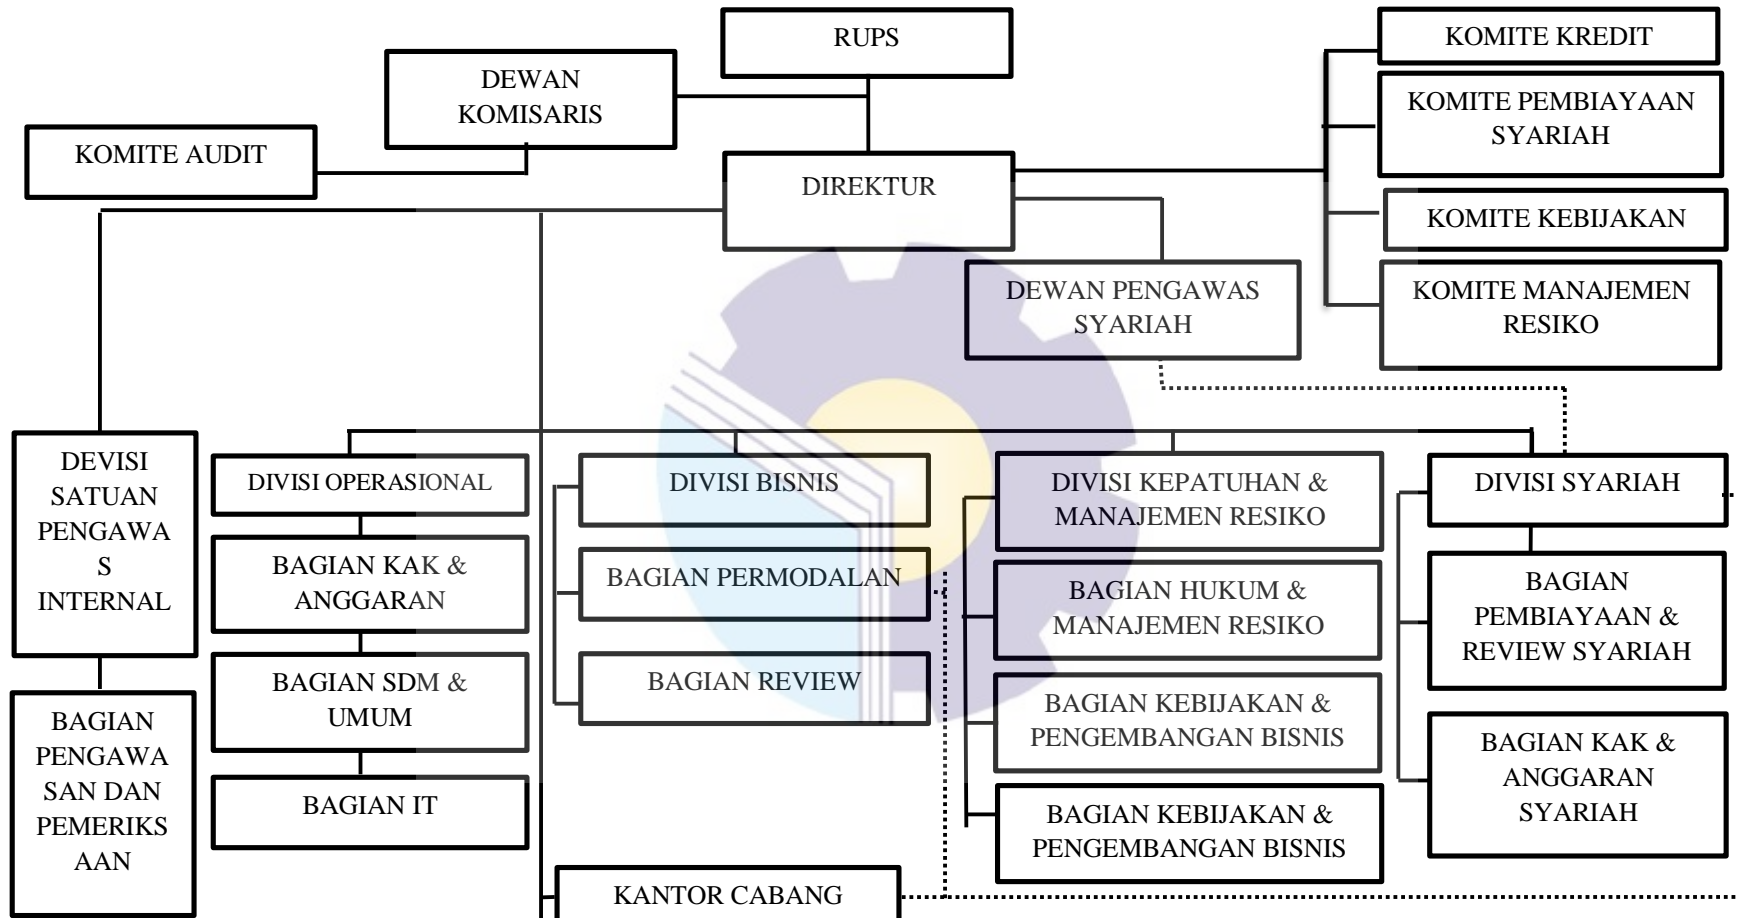 RUPS
DEWAN
KOMISARIS
KOMITE AUDIT
DIREKTUR
KOMITE KREDIT
KOMITE PEMBIAYAAN
SYARIAH
KOMITE KEBIJAKAN
KOMITE MANAJEMEN
RESIKO
DEWAN PENGAWAS
SYARIAH
DEVISI
SATUAN
PENGAWA
S
INTERNAL
BAGIAN
PENGAWA
SAN DAN
PEMERIKS
AAN
DIVISI OPERASIONAL
BAGIAN KAK &
ANGGARAN
BAGIAN SDM &
UMUM
BAGIAN IT
DIVISI BISNIS
BAGIAN PERMODALAN
BAGIAN REVIEW
DIVISI KEPATUHAN &
MANAJEMEN RESIKO
BAGIAN HUKUM &
MANAJEMEN RESIKO
BAGIAN KEBIJAKAN &
PENGEMBANGAN BISNIS
BAGIAN KEBIJAKAN &
PENGEMBANGAN BISNIS
DIVISI SYARIAH
BAGIAN
PEMBIAYAAN &
REVIEW SYARIAH
BAGIAN KAK &
ANGGARAN
SYARIAH
KANTOR CABANG